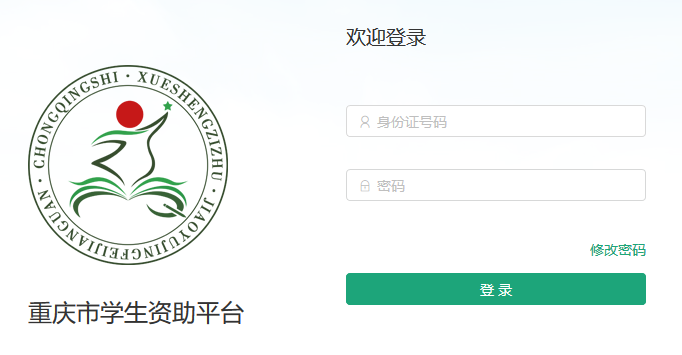 欢迎登录
身份证号码
密码
修改密码
登录
CHONGQINGSHI · XUESHENGZIZHU · JIAOYUJINGFEIJIANGUAN ·
重庆市学生资助平台